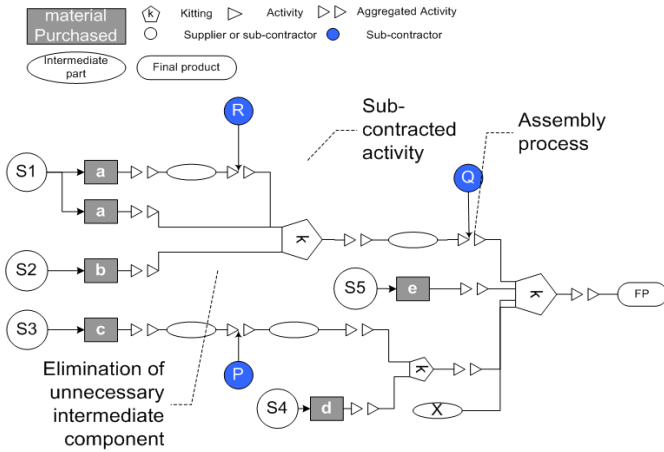 material
Purchased
k Kitting Activity Aggregated Activity
Supplier or sub-contractor Sub-contractor
Intermediate
part
Final product
R
Sub-
contracted
activity
Assembly
process
S1 a
Q
a
k
S2 b
S5 e
k FP
S3 c
P
k
Elimination of
unnecessary
intermediate
component
S4 d
X